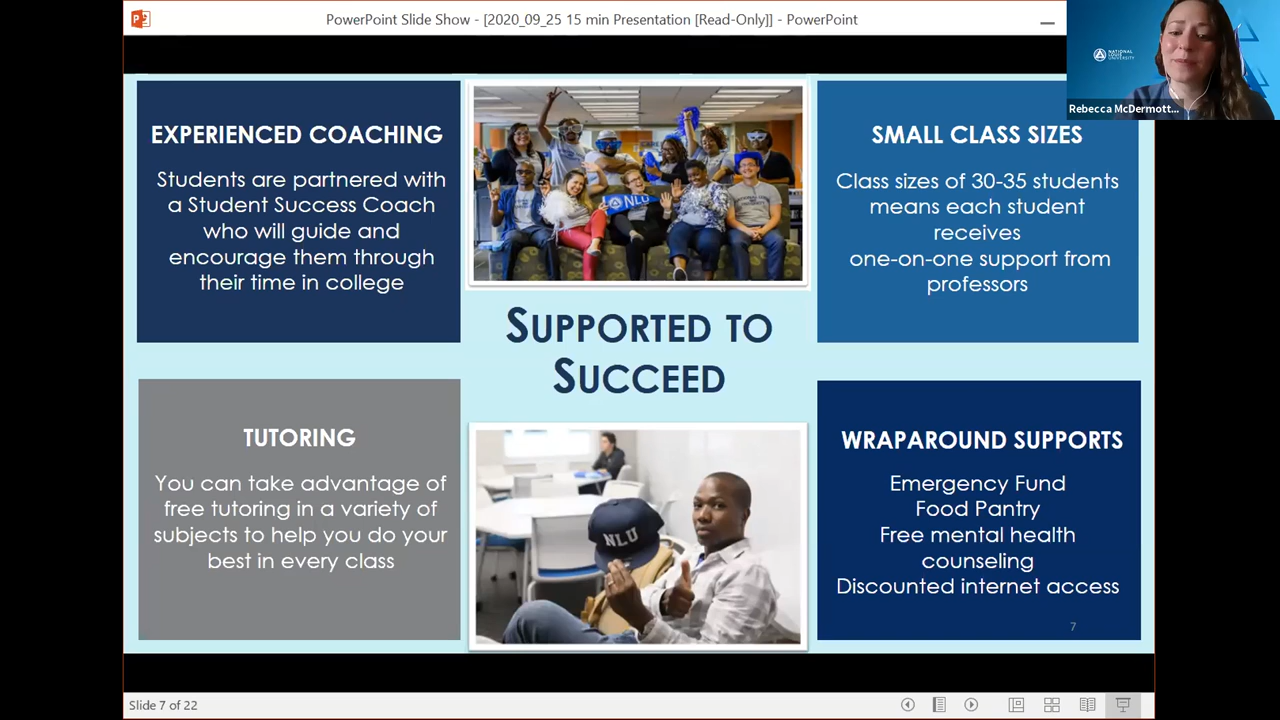 PowerPoint Slide Show - [2020_09_25 15 min Presentation [Read-Only]] - PowerPoint
NATIONAL
LOUIS
UNIVERSITY
Rebecca McDermott...
EXPERIENCED COACHING
Students are partnered with
a Student Success Coach
who will guide and
encourage them through
their time in college
NLU
SMALL CLASS SIZES
Class sizes of 30-35 students
means each student
receives
one-on-one support from
professors
SUPPORTED TO
SUCCEED
TUTORING
You can take advantage of
free tutoring in a variety of
subjects to help you do your
best in every class
NLU
WRAPAROUND SUPPORTS
Emergency Fund
Food Pantry
Free mental health
counseling
Discounted internet access
7
Slide 7 of 22